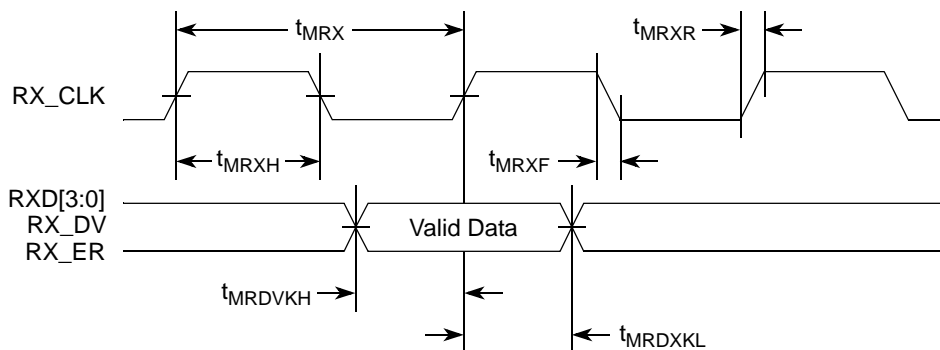 tMRX
tMRXR
RX_CLK
tMRXH
tMRXF
RXD[3:0]
RX_DV
Valid Data
RX_ER
tMRDVKH
tMRDXKL